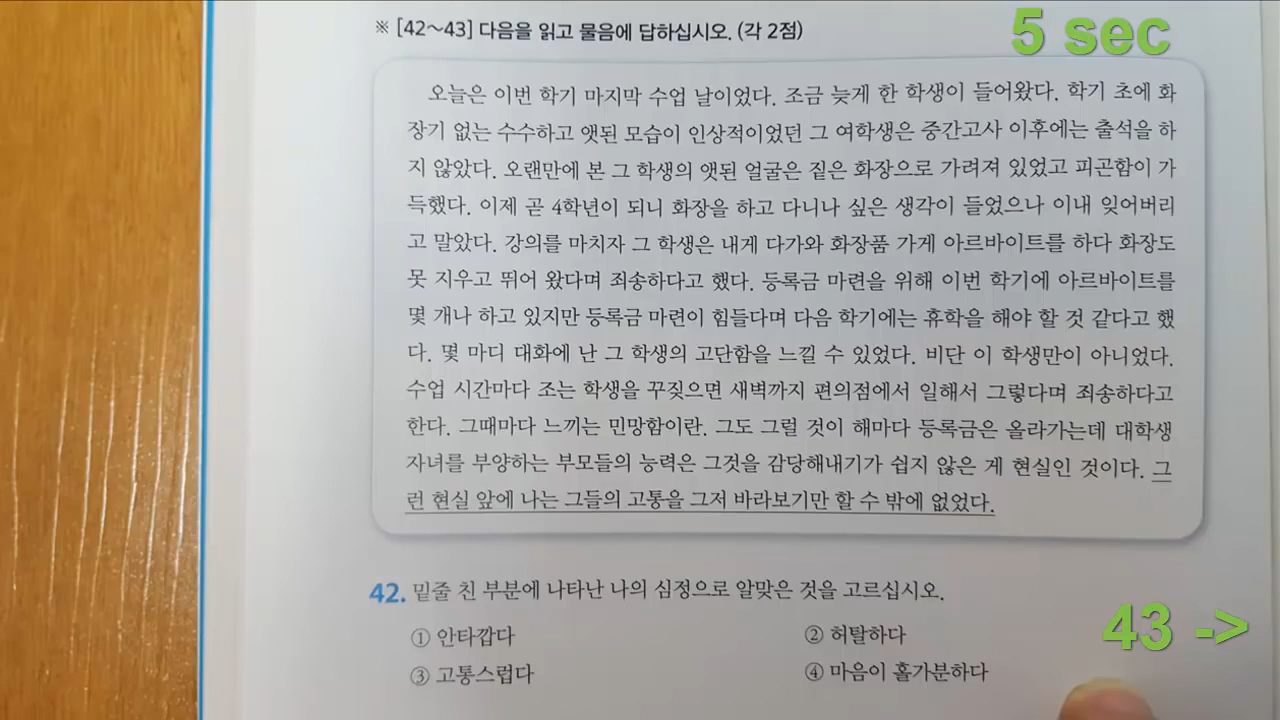 ※ [42~43] 다음을 읽고 물음에 답하십시오. (각 2점)
5 sec
오늘은 이번 학기 마지막 수업 날이었다. 조금 늦게 한 학생이 들어왔다. 학기 초에 화
장기 없는 수수하고 앳된 모습이 인상적이었던 그 여학생은 중간고사 이후에는 출석을 하
지 않았다. 오랜만에 본 그 학생의 앳된 얼굴은 짙은 화장으로 가려져 있었고 피곤함이 가
득했다. 이제 곧 4학년이 되니 화장을 하고 다니나 싶은 생각이 들었으나 이내 잊어버리
고 말았다. 강의를 마치자 그 학생은 내게 다가와 화장품 가게 아르바이트를 하다 화장도
못 지우고 뛰어 왔다며 죄송하다고 했다. 등록금 마련을 위해 이번 학기에 아르바이트를
몇 개나 하고 있지만 등록금 마련이 힘들다며 다음 학기에는 휴학을 해야 할 것 같다고 했
다. 몇 마디 대화에 난 그 학생의 고단함을 느낄 수 있었다. 비단 이 학생만이 아니었다.
수업 시간마다 조는 학생을 꾸짖으면 새벽까지 편의점에서 일해서 그렇다며 죄송하다고
한다. 그때마다 느끼는 민망함이란. 그도 그럴 것이 해마다 등록금은 올라가는데 대학생
자녀를 부양하는 부모들의 능력은 그것을 감당해내기가 쉽지 않은 게 현실인 것이다. 그
런 현실 앞에 나는 그들의 고통을 그저 바라보기만 할 수 밖에 없었다.
42. 밑줄 친 부분에 나타난 나의 심정으로 알맞은 것을 고르십시오.
① 안타깝다 ② 허탈하다
③ 고통스럽다 ④ 마음이 홀가분하다
43 ->